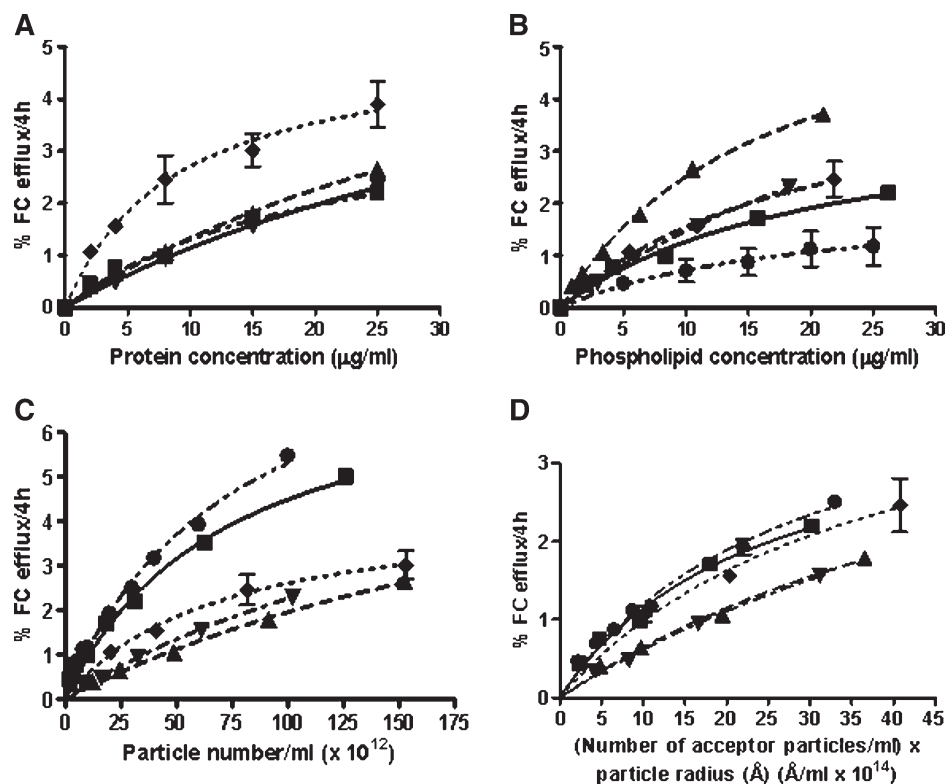 A
% FC efflux/4h
5
4
3
2
1
0
0 5 10 15 20 25 30
Protein concentration (µg/ml)
B
% FC efflux/4h
5
4
3
2
1
0
0 5 10 15 20 25 30
Phospholipid concentration (µg/ml)
C
% FC efflux/4h
6
5
4
3
2
1
0
0 25 50 75 100 125 150 175
Particle number/ml (x 10¹²)
D
% FC efflux/4h
3
2
1
0
0 5 10 15 20 25 30 35 40 45
(Number of acceptor particles/ml) x
particle radius (Å) (Å/ml x 10¹⁴)